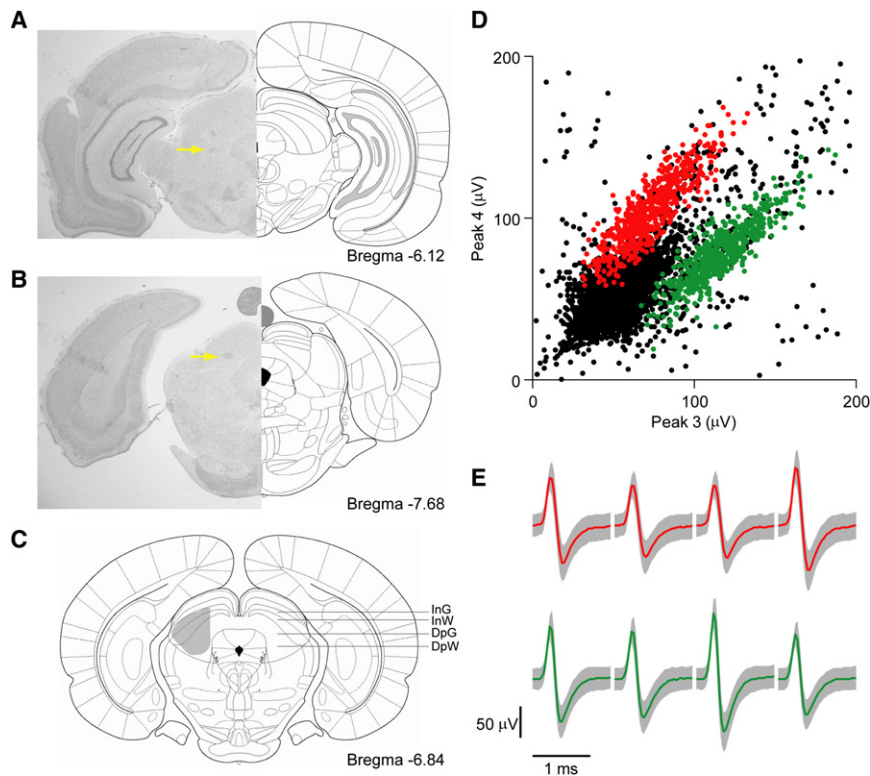 A
Bregma -6.12
B
Bregma -7.68
C
InG
InW
DpG
DpW
Bregma -6.84
D
200
100
0
Peak 4 (μV)
0
100
200
Peak 3 (μV)
E
50 μV
1 ms